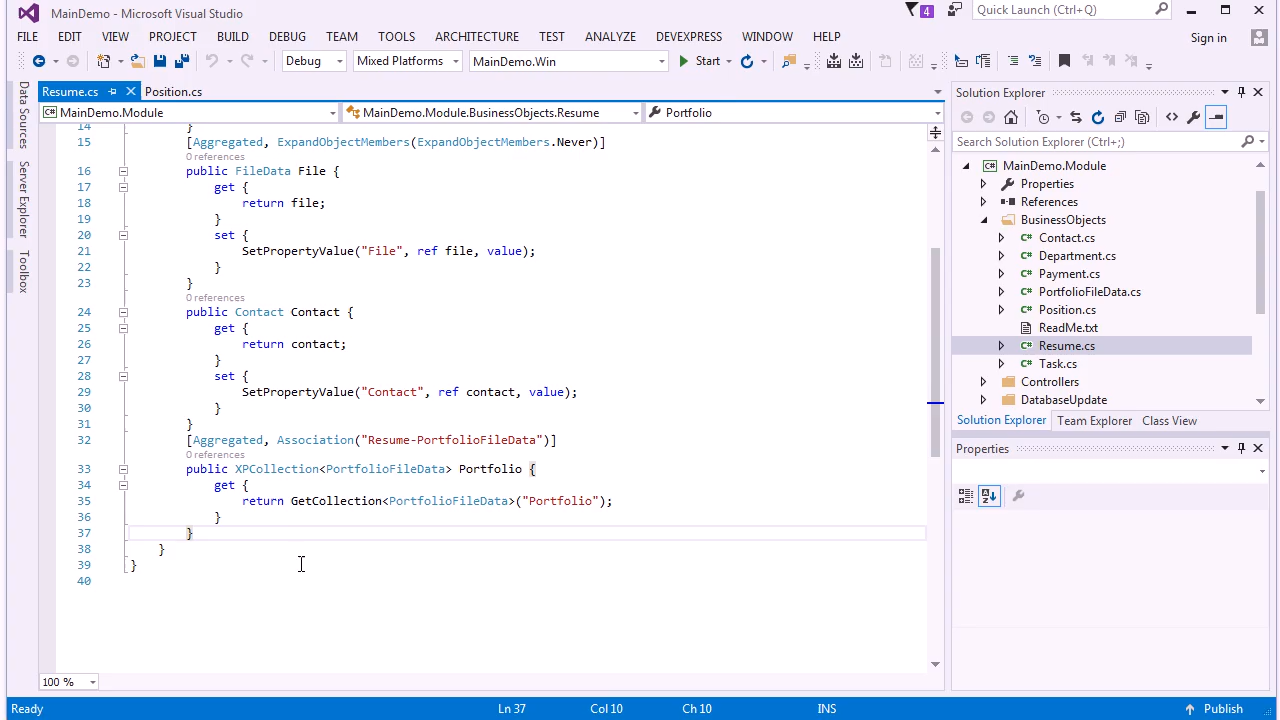 MainDemo - Microsoft Visual Studio
4
Quick Launch (Ctrl+Q)
FILE EDIT VIEW PROJECT BUILD DEBUG TEAM TOOLS ARCHITECTURE TEST ANALYZE DEVEXPRESS WINDOW HELP
Sign in
Debug Mixed Platforms MainDemo.Win Start
Data Sources
Server Explorer
Toolbox
Resume.cs Position.cs
MainDemo.Module MainDemo.Module.BusinessObjects.Resume Portfolio
14 }
15 [Aggregated, ExpandObjectMembers(ExpandObjectMembers.Never)]
0 references
16 public FileData File {
17 get {
18 return file;
19 }
20 set {
21 SetPropertyValue("File", ref file, value);
22 }
23 }
0 references
24 public Contact Contact {
25 get {
26 return contact;
27 }
28 set {
29 SetPropertyValue("Contact", ref contact, value);
30 }
31 }
32 [Aggregated, Association("Resume-PortfolioFileData")]
0 references
33 public XPCollection<PortfolioFileData> Portfolio {
34 get {
35 return GetCollection<PortfolioFileData>("Portfolio");
36 }
37 }
38 }
39 }
40
100 %
Solution Explorer
Search Solution Explorer (Ctrl+;)
C# MainDemo.Module
Properties
References
BusinessObjects
C# Contact.cs
C# Department.cs
C# Payment.cs
C# PortfolioFileData.cs
C# Position.cs
ReadMe.txt
C# Resume.cs
C# Task.cs
Controllers
DatabaseUpdate
Solution Explorer Team Explorer Class View
Properties
Ready Ln 37 Col 10 Ch 10 INS Publish